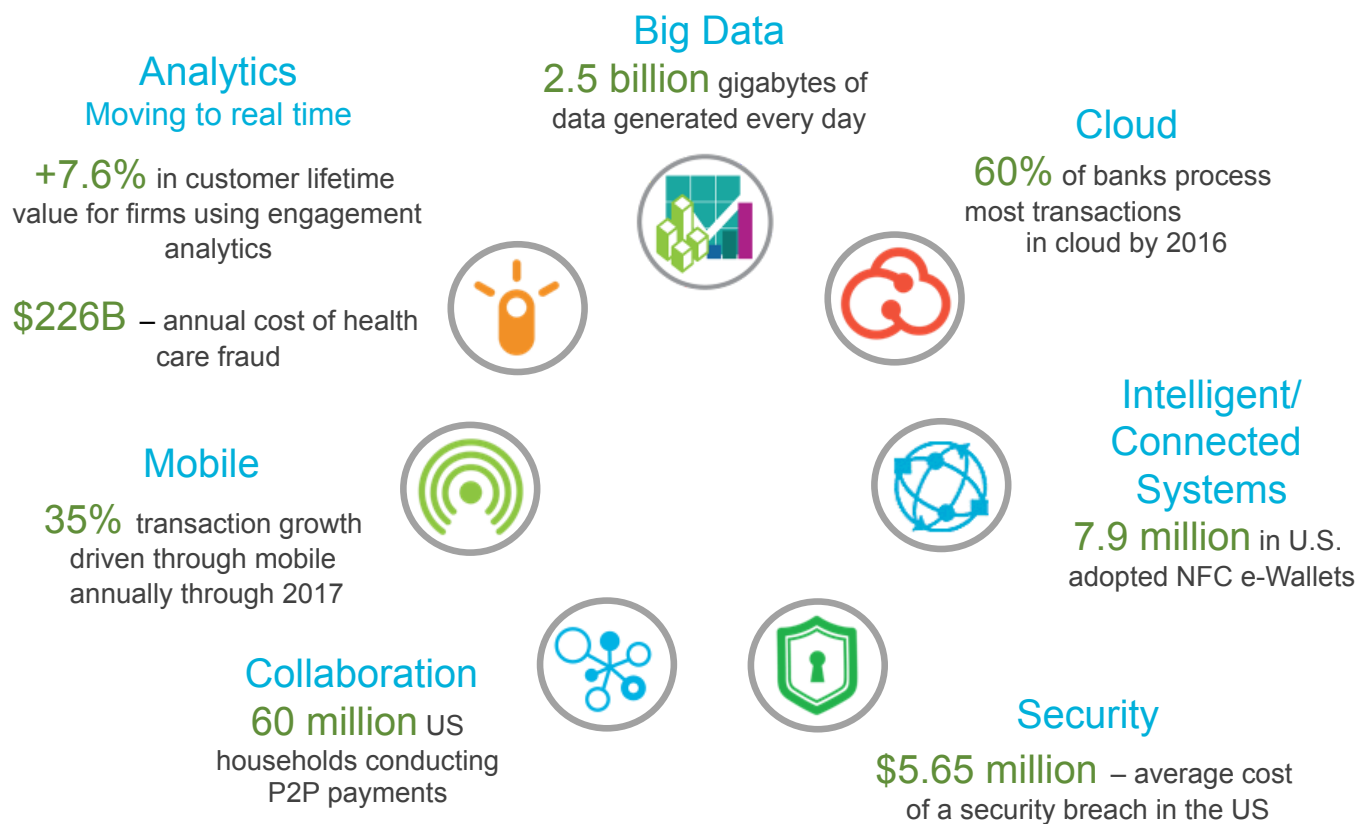 Big Data
2.5 billion gigabytes of
data generated every day
Analytics
Moving to real time
+7.6% in customer lifetime
value for firms using engagement
analytics
$226B – annual cost of health
care fraud
Cloud
60% of banks process
most transactions
in cloud by 2016
Mobile
35% transaction growth
driven through mobile
annually through 2017
Intelligent/
Connected
Systems
7.9 million in U.S.
adopted NFC e-Wallets
Collaboration
60 million US
households conducting
P2P payments
Security
$5.65 million – average cost
of a security breach in the US